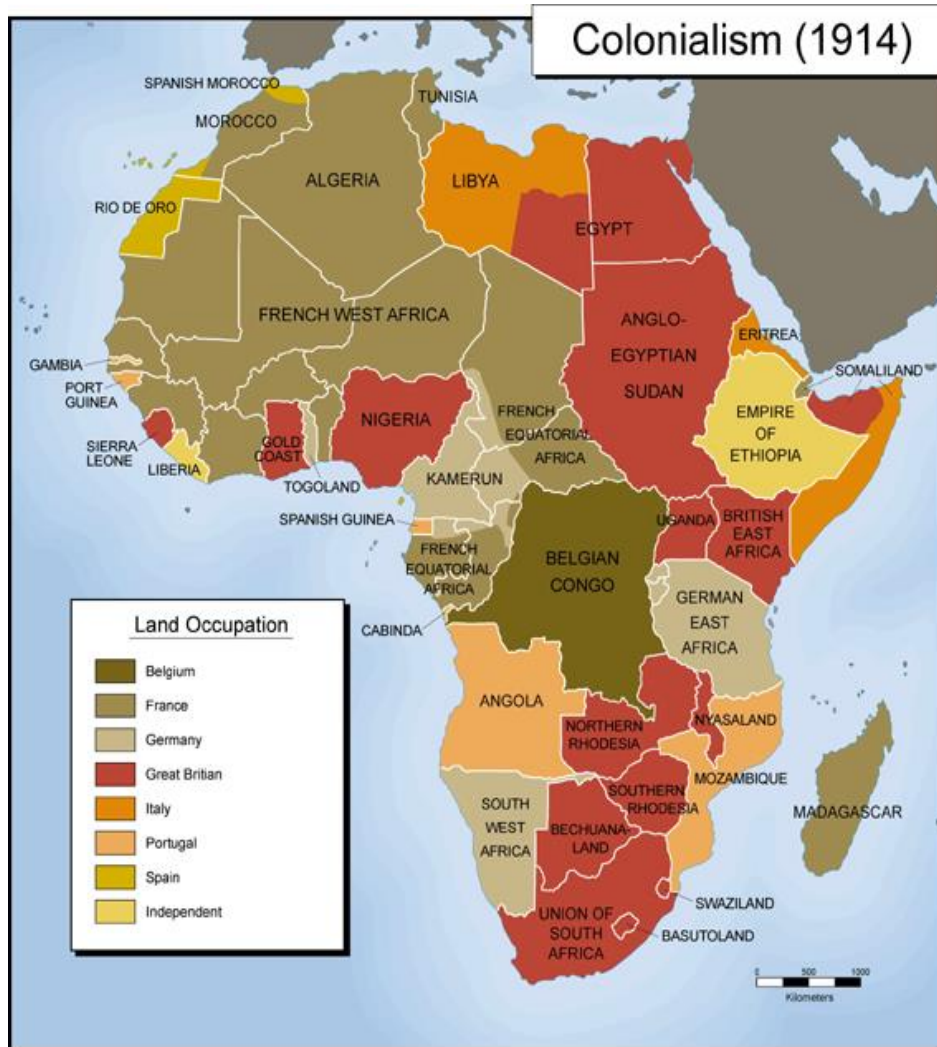 Colonialism (1914)
SPANISH MOROCCO
TUNISIA
MOROCCO
ALGERIA
LIBYA
RIO DE ORO
EGYPT
FRENCH WEST AFRICA
ANGLO-
EGYPTIAN
SUDAN
ERITREA
GAMBIA
SOMALILAND
PORT
GUINEA
NIGERIA
FRENCH
EQUATORIAL
AFRICA
EMPIRE
OF
ETHIOPIA
SIERRA
LEONE
LIBERIA
GOLD
COAST
TOGOLAND
KAMERUN
SPANISH GUINEA
UGANDA
BRITISH
EAST
AFRICA
FRENCH
EQUATORIAL
AFRICA
BELGIAN
CONGO
GERMAN
EAST
AFRICA
CABINDA
Land Occupation
Belgium
France
Germany
Great Britian
Italy
Portugal
Spain
Independent
ANGOLA
NORTHERN
RHODESIA
NYASALAND
MOZAMBIQUE
SOUTHERN
RHODESIA
MADAGASCAR
SOUTH
WEST
AFRICA
BECHUANA-
LAND
SWAZILAND
UNION OF
SOUTH
AFRICA
BASUTOLAND
0 500 1000
Kilometers